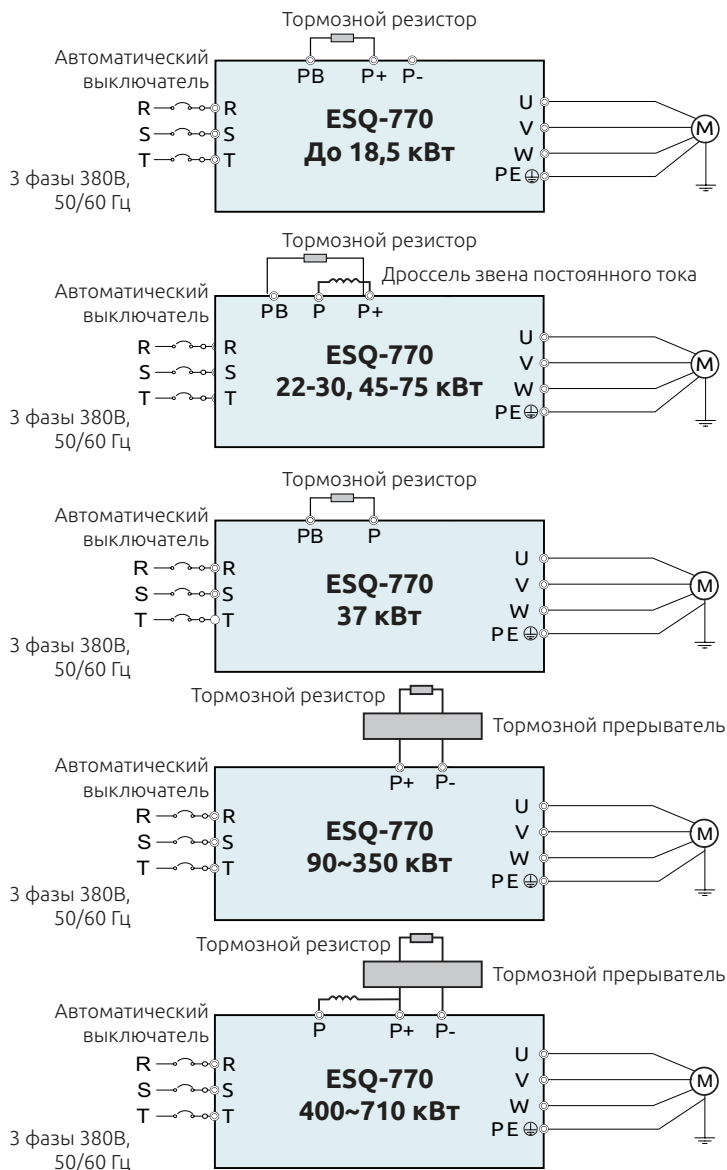 Тормозной резистор
Автоматический
выключатель
PB P+ P-
R R
S S
T T
3 фазы 380В,
50/60 Гц
ESQ-770
До 18,5 кВт
U
V
W
PE
M
Тормозной резистор
Дроссель звена постоянного тока
Автоматический
выключатель
PB P P+
R R
S S
T T
3 фазы 380В,
50/60 Гц
ESQ-770
22-30, 45-75 кВт
U
V
W
PE
M
Тормозной резистор
Автоматический
выключатель
PB P
R R
S S
T T
3 фазы 380В,
50/60 Гц
ESQ-770
37 кВт
U
V
W
PE
M
Тормозной резистор
Тормозной прерыватель
Автоматический
выключатель
P+ P-
R R
S S
T T
3 фазы 380В,
50/60 Гц
ESQ-770
90~350 кВт
U
V
W
PE
M
Тормозной резистор
Тормозной прерыватель
Автоматический
выключатель
P P+ P-
R R
S S
T T
3 фазы 380В,
50/60 Гц
ESQ-770
400~710 кВт
U
V
W
PE
M